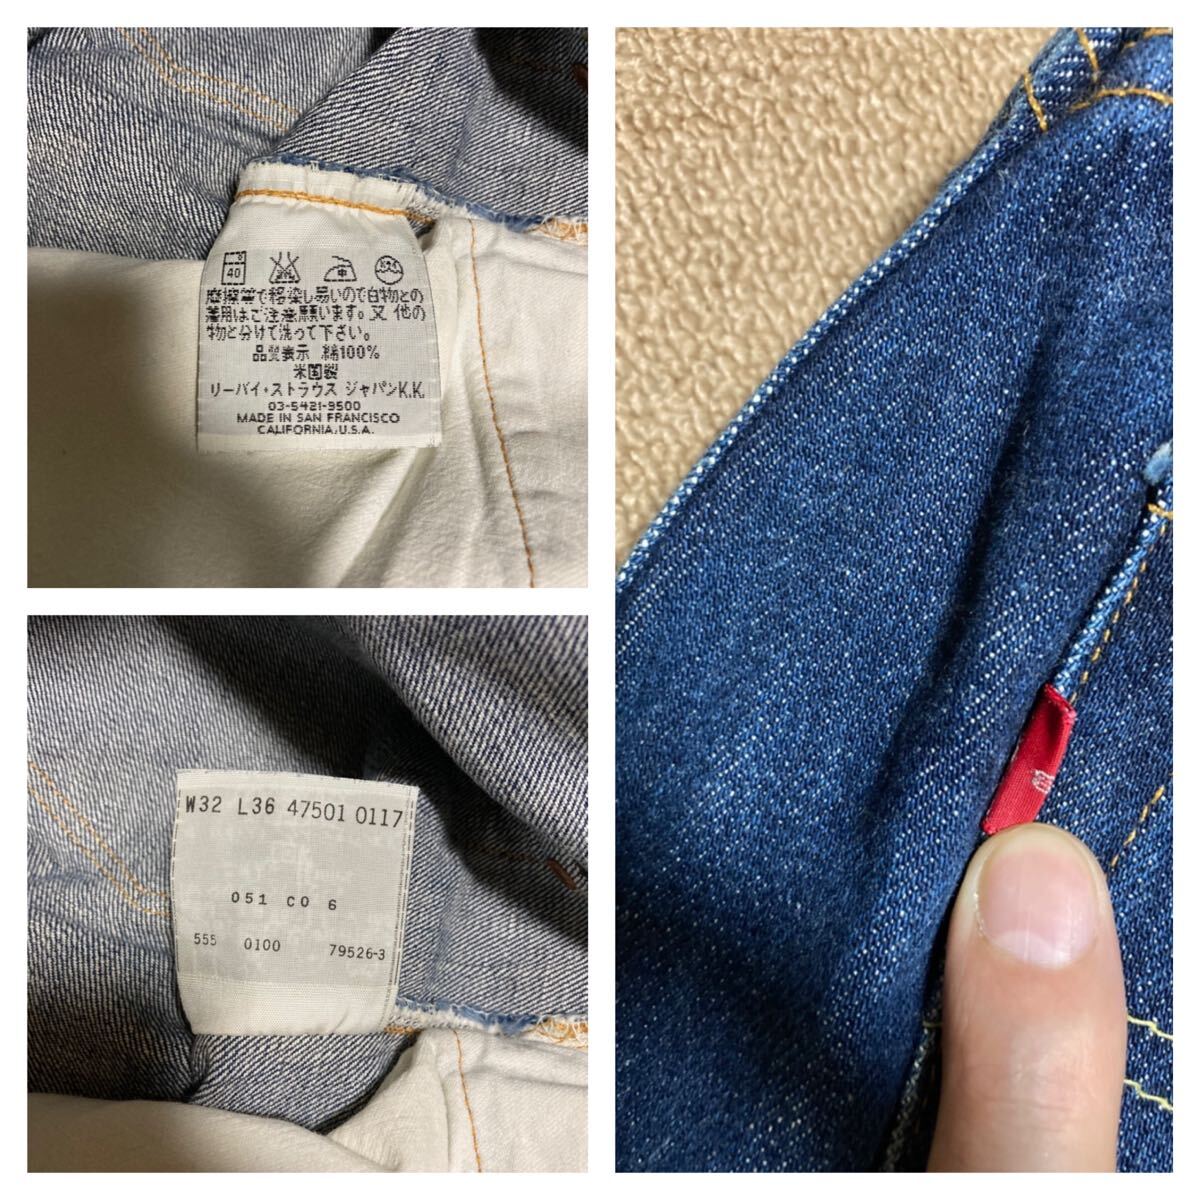 8
40
中
摩擦等で移染し易いので白物との
着用はご注意願います。又 他の
物と分けて洗って下さい。
品質表示 綿100%
米国製
リーバイ・ストラウス ジャパンK.K.
03-5421-9500
MADE IN SAN FRANCISCO
CALIFORNIA,U.S.A.
W32 L36 47501 0117
051 CO 6
555 0100 79526-3